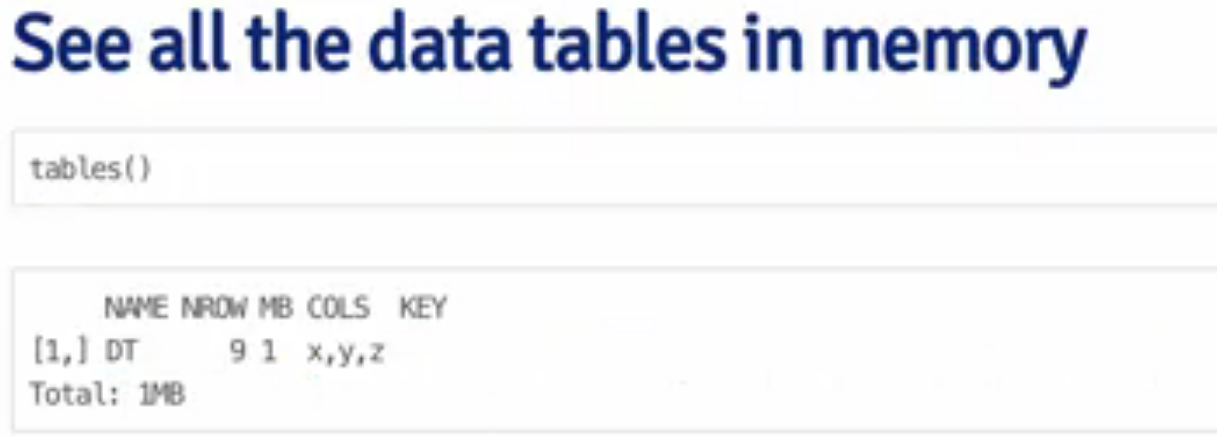 See all the data tables in memory
tables()
     NAME NROW MB COLS  KEY
[1,] DT      9 1  x,y,z
Total: 1MB